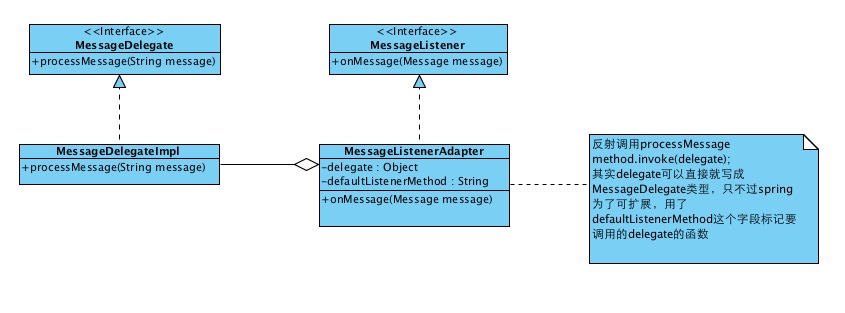 <<Interface>>
MessageDelegate
+processMessage(String message)
<<Interface>>
MessageListener
+onMessage(Message message)
MessageDelegateImpl
+processMessage(String message)
MessageListenerAdapter
-delegate : Object
-defaultListenerMethod : String
+onMessage(Message message)
反射调用processMessage
method.invoke(delegate);
其实delegate可以直接就写成
MessageDelegate类型，只不过spring
为了可扩展，用了
defaultListenerMethod这个字段标记要
调用的delegate的函数